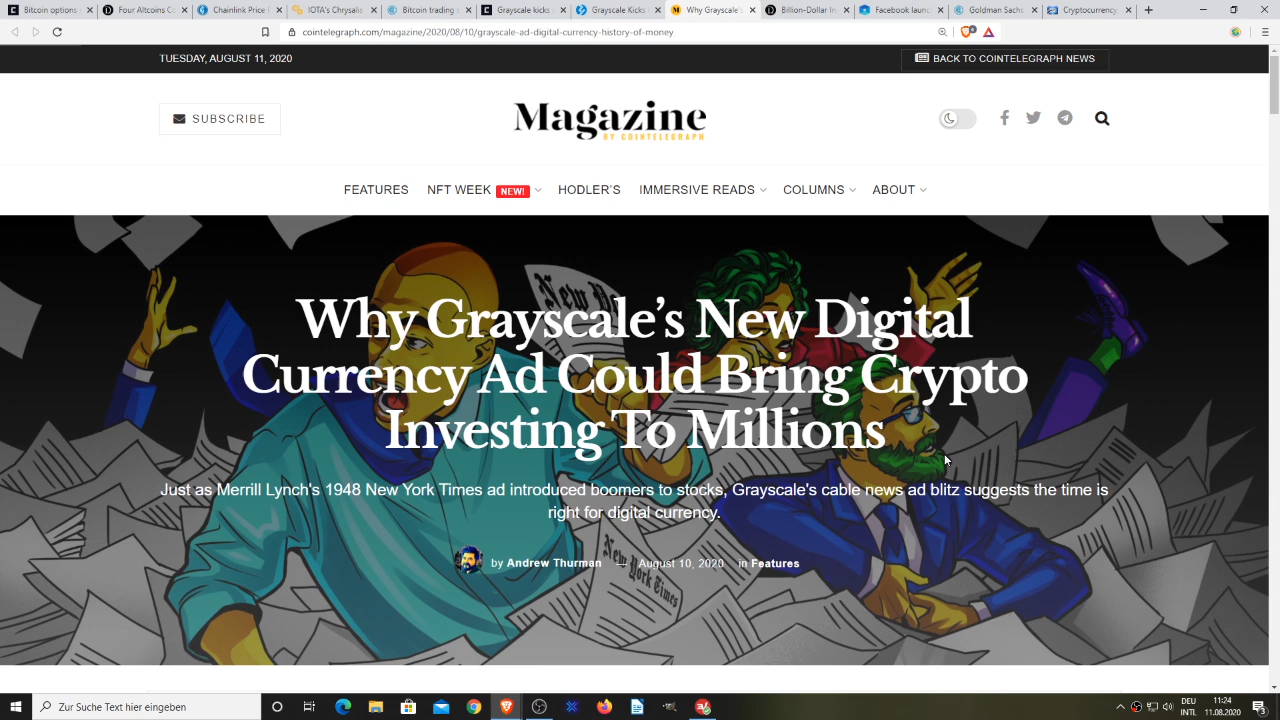 Bitcoin options
Four Altcoins Co
Chainlink Price F
IOTA's Chrysalis
Bitcoin trading s
Grayscale kicks
Grayscale Kicks
Why Grayscale's
Billion-Dollar In
Facebook launc
Goldman Sachs
Cryptocurrency
cointelegraph.com/magazine/2020/08/10/grayscale-ad-digital-currency-history-of-money
TUESDAY, AUGUST 11, 2020
BACK TO COINTELEGRAPH NEWS
SUBSCRIBE
Magazine
BY COINTELEGRAPH
FEATURES
NFT WEEK NEW!
HODLER'S
IMMERSIVE READS
COLUMNS
ABOUT
Why Grayscale's New Digital
Currency Ad Could Bring Crypto
Investing To Millions
Just as Merrill Lynch's 1948 New York Times ad introduced boomers to stocks, Grayscale's cable news ad blitz suggests the time is
right for digital currency.
by Andrew Thurman — August 10, 2020 in Features
New York Times
Zur Suche Text hier eingeben
DEU
INTL
11:24
11.08.2020
3